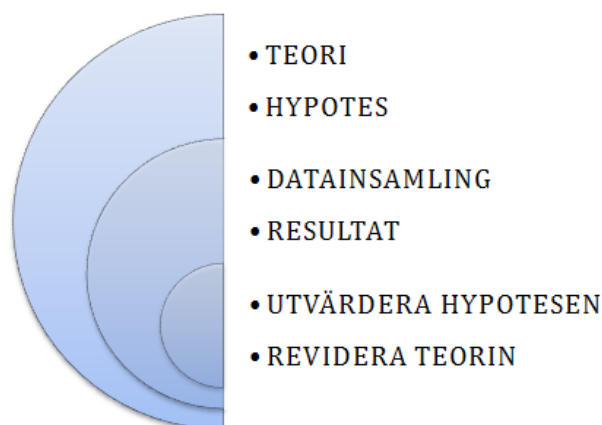 • TEORI
• HYPOTES
• DATAINSAMLING
• RESULTAT
• UTVÄRDERA HYPOTESEN
• REVIDERA TEORIN